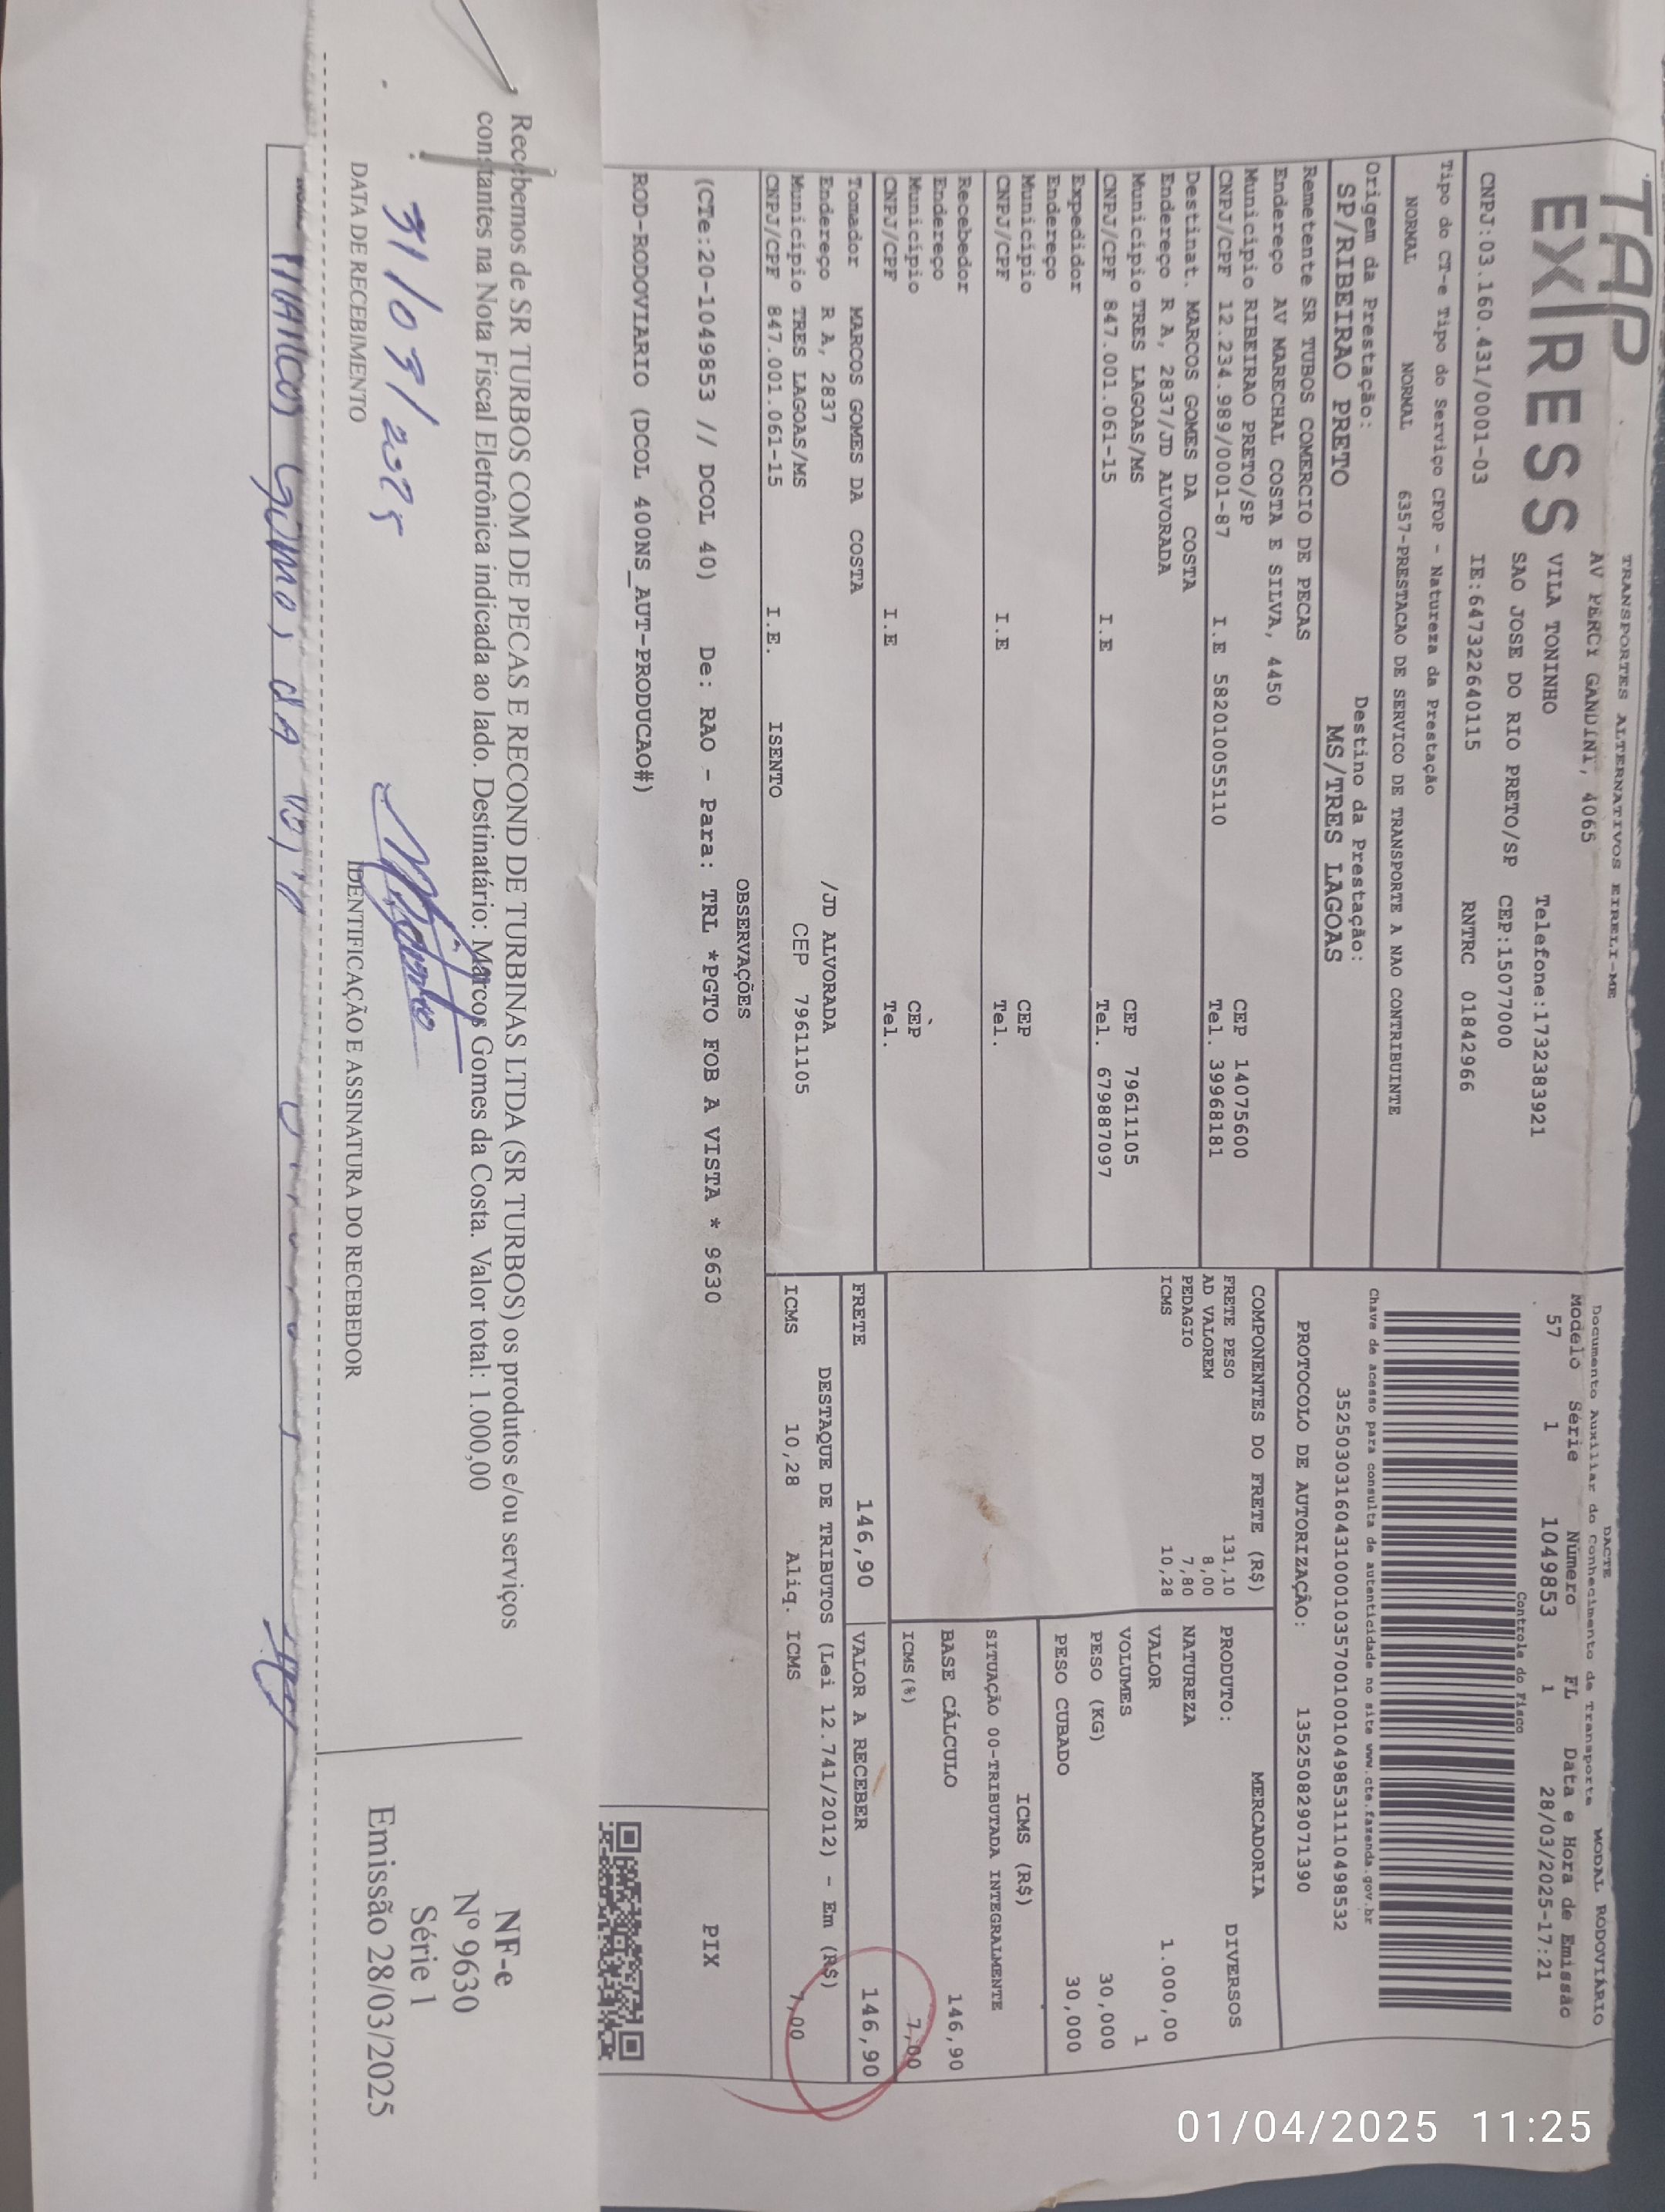 TAP
EX/RESS
TRANSPORTES ALTERNATIVOS EIRELI-ME
AV PERCY GANDINI, 4065
VILA TONINHO Telefone:1732383921
SAO JOSE DO RIO PRETO/SP CEP:15077000
CNPJ:03.160.431/0001-03 IE:647322640115 RNTRC 01842966
Tipo do CT-e Tipo do Serviço CFOP - Natureza da Prestação
NORMAL NORMAL 6357-PRESTACAO DE SERVICO DE TRANSPORTE A NAO CONTRIBUINTE
Origem da Prestação: Destino da Prestação:
SP/RIBEIRAO PRETO MS/TRES LAGOAS
Remetente SR TUBOS COMERCIO DE PECAS
Endereço AV MARECHAL COSTA E SILVA, 4450
Município RIBEIRAO PRETO/SP CEP 14075600
CNPJ/CPF 12.234.989/0001-87 I.E 582010055110 Tel. 39968181
Destinat. MARCOS GOMES DA COSTA
Endereço R A, 2837/JD ALVORADA
Município TRES LAGOAS/MS CEP 79611105
CNPJ/CPF 847.001.061-15 I.E Tel. 679887097
Expedidor
Endereço
Município CEP
CNPJ/CPF I.E Tel.
Recebedor
Endereço
Município CEP
CNPJ/CPF I.E Tel.
Tomador MARCOS GOMES DA COSTA
Endereço R A, 2837 /JD ALVORADA
Município TRES LAGOAS/MS CEP 79611105
CNPJ/CPF 847.001.061-15 I.E. ISENTO
DACTE
Documento Auxiliar do Conhecimento de Transporte
MODAL RODOVIÁRIO
Modelo Série Número FL Data e Hora de Emissão
57 1 1049853 1 28/03/2025-17:21
Controle do Fisco
Chave de acesso para consulta de autenticidade no site www.cte.fazenda.gov.br
35250303160431000103570010010498531110498532
PROTOCOLO DE AUTORIZAÇÃO: 135250829071390
COMPONENTES DO FRETE (R$)
FRETE PESO 131,10
AD VALOREM 8,00
PEDAGIO 7,80
ICMS 10,28
MERCADORIA
PRODUTO: DIVERSOS
NATUREZA
VALOR 1.000,00
VOLUMES 1
PESO (KG) 30,000
PESO CUBADO 30,000
ICMS (R$)
SITUAÇÃO 00-TRIBUTADA INTEGRALMENTE
BASE CÁLCULO 146,90
ICMS(%) 7,00
FRETE 146,90 VALOR A RECEBER 146,90
DESTAQUE DE TRIBUTOS (Lei 12.741/2012) - Em (R$)
ICMS 10,28 Aliq. ICMS 7,00
OBSERVAÇÕES
(CTe:20-1049853 // DCOL 40) De: RAO - Para: TRL *PGTO FOB A VISTA * 9630
ROD-RODOVIARIO (DCOL 400NS_AUT-PRODUCAO#)
PIX
Recebemos de SR TURBOS COM DE PECAS E RECOND DE TURBINAS LTDA (SR TURBOS) os produtos e/ou serviços
constantes na Nota Fiscal Eletrônica indicada ao lado. Destinatário: Marcos Gomes da Costa. Valor total: 1.000,00
31/03/2025
DATA DE RECEBIMENTO IDENTIFICAÇÃO E ASSINATURA DO RECEBEDOR
NF-e
Nº 9630
Série 1
Emissão 28/03/2025
Marcos Gomes da
01/04/2025 11:25